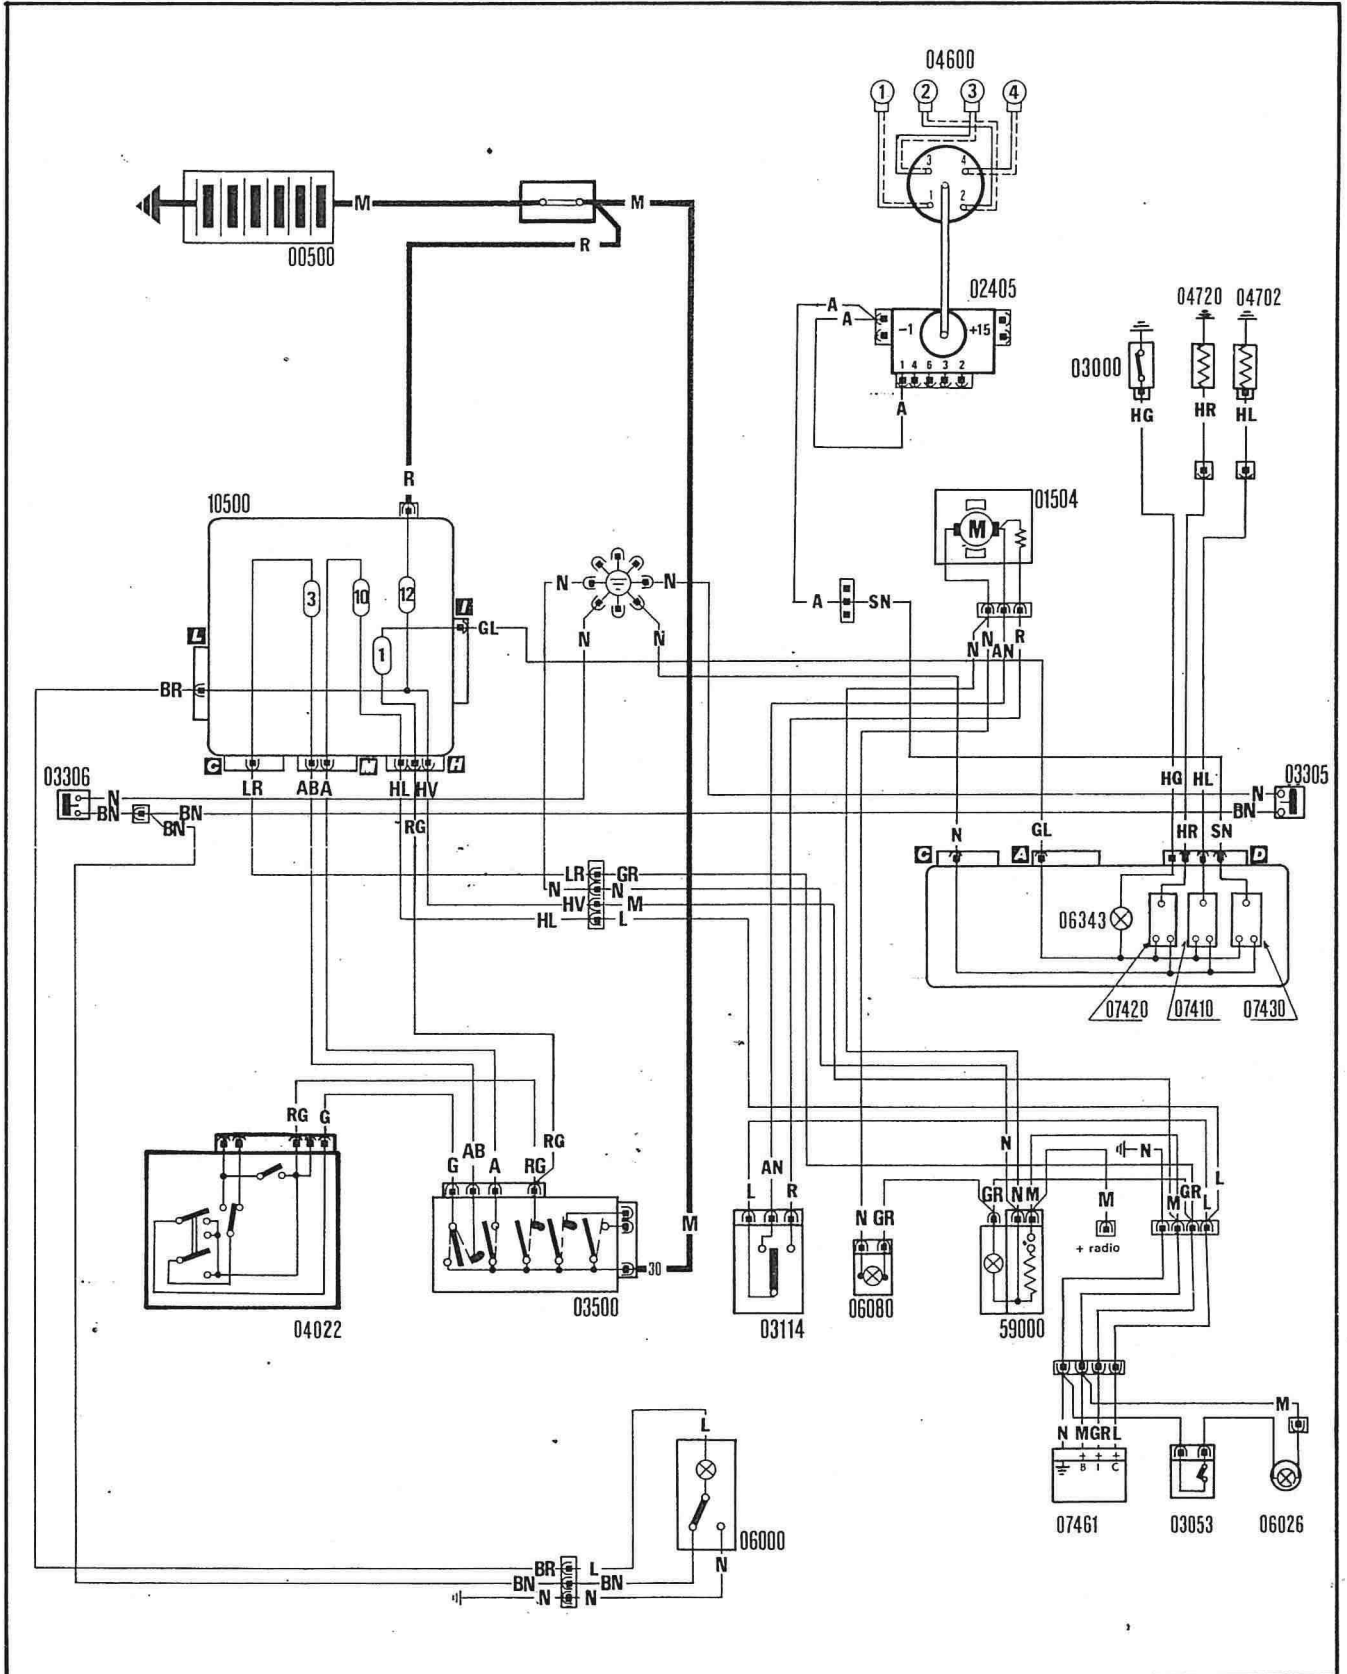 04600
1 2 3 4
3 4
1 2
M M
00500
R
02405
A
A
-1 +15
1 4 6 3 2
A
04720 04702
03000
HG HR HL
R
10500
01504
M
3 10 12
N N
A SN
I
GL
N N
N N AN R
L
1
BR
C M H
03306
LR AB A HL HV
RG
N
BN BN
BN
HG HL
03305
N
BN
N GL HR SN
C A D
LR GR
N N
HV M
HL L
06343
07420 07410 07430
RG G
AB
G A RG RG
N
N
AN
L R
GR N M
M
M GR L
L
N GR
+ radio
M
30
04022
03500
03114
06080
59000
M
N M GR L
+ + +
B I C
07461
03053
06026
L
06000
N
BR L
BN BN
N N